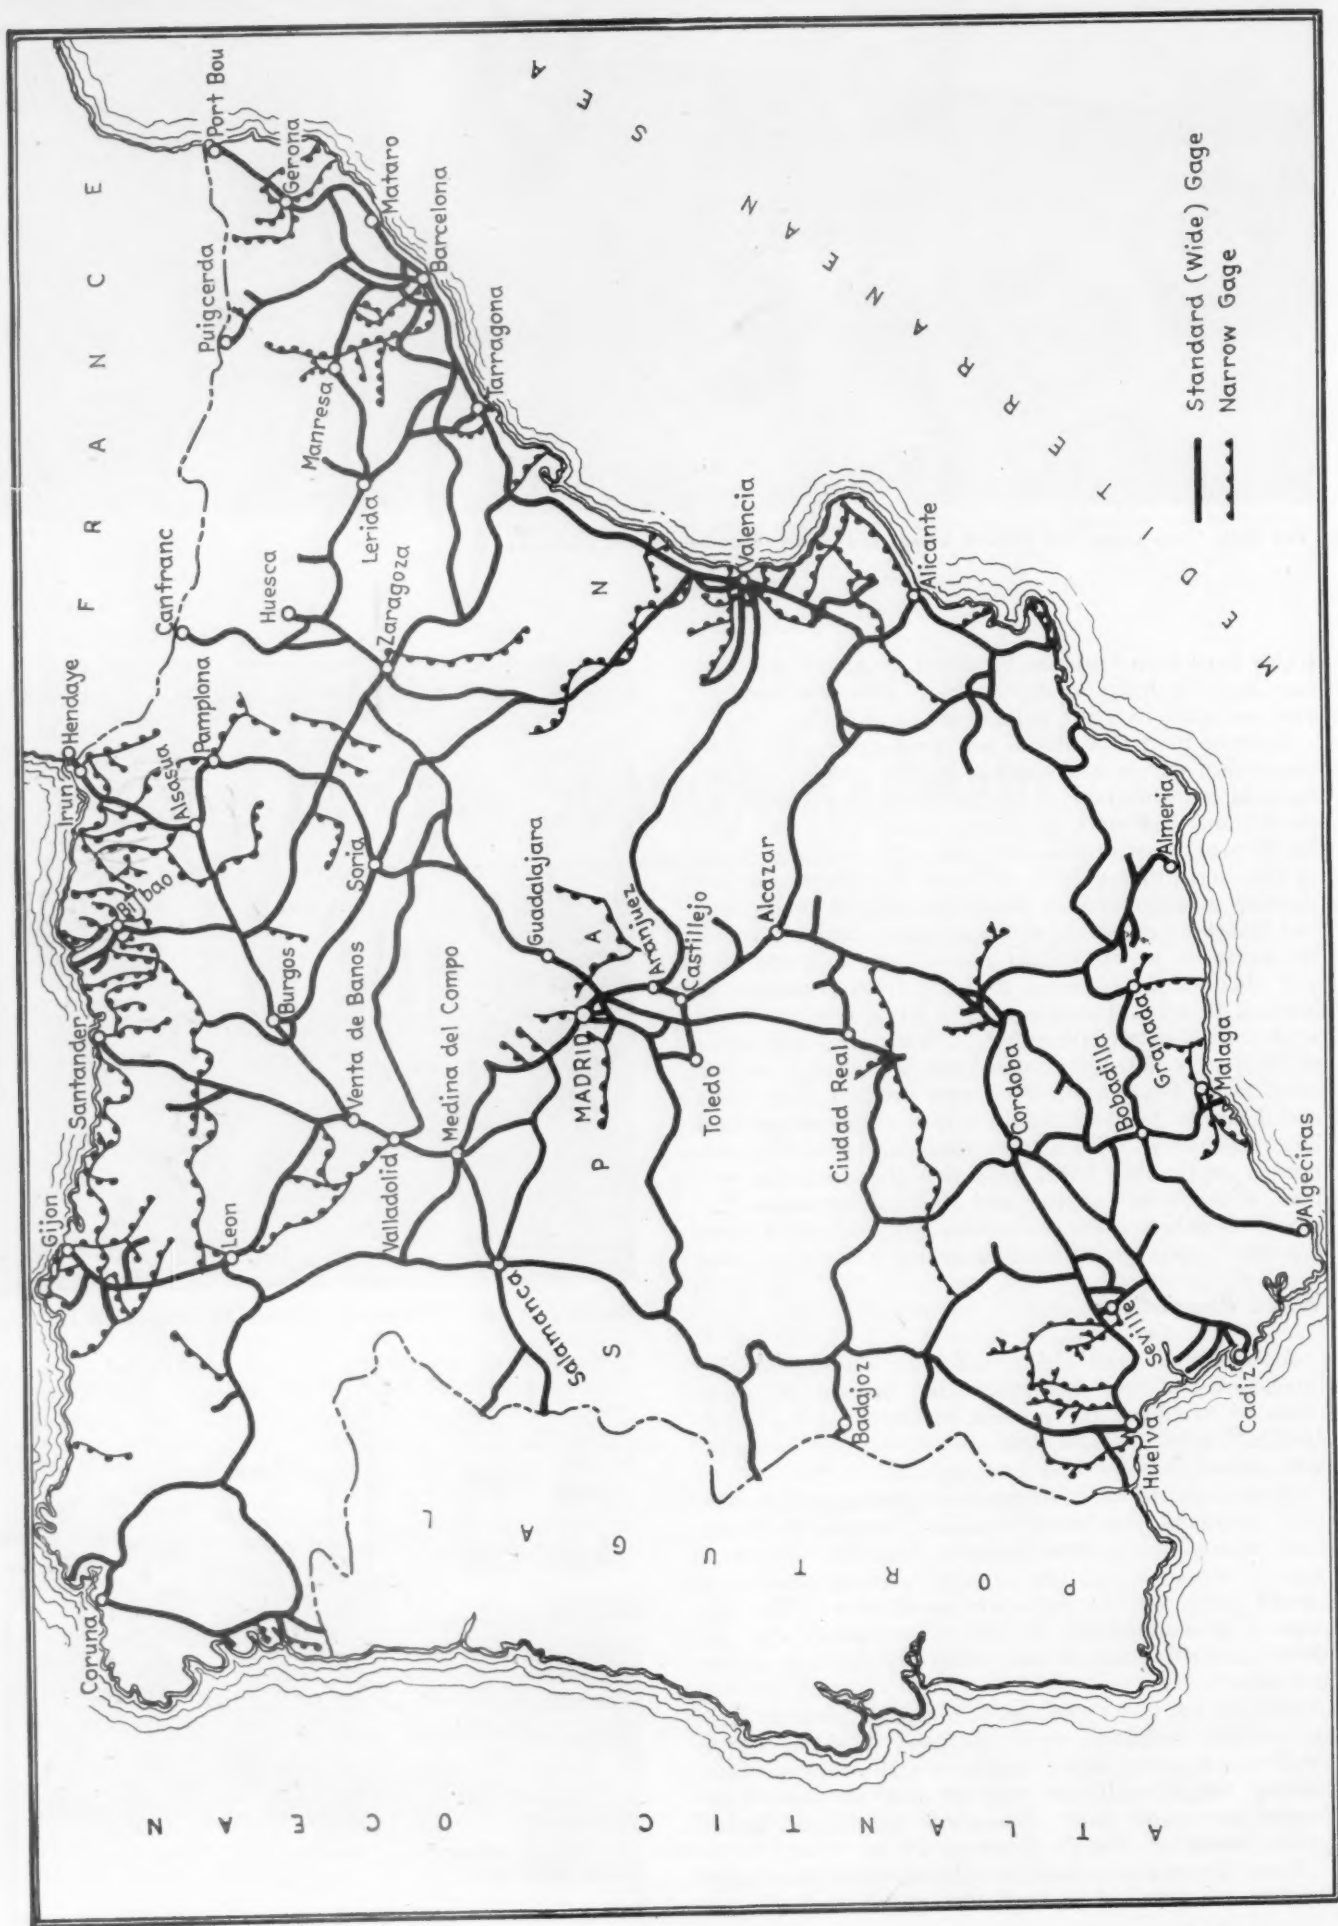 FRANCE
ATLANTIC OCEAN
MEDITERRANEAN SEA
PORTUGAL
SPAIN
Coruna
Gijon
Santander
Bilbao
Irun
Hendaye
Alsasua
Pamplona
Canfranc
Puigcerda
Port Bou
Gerona
Mataro
Barcelona
Tarragona
Manresa
Lerida
Huesca
Zaragoza
Soria
Burgos
Leon
Venta de Banos
Valladolid
Medina del Compo
Salamanca
Guadalajara
MADRID
Aranjuez
Castillejo
Toledo
Alcazar
Valencia
Alicante
Ciudad Real
Badajoz
Cordoba
Bobadilla
Granada
Almeria
Malaga
Algeciras
Seville
Huelva
Cadiz
Standard (Wide) Gage
Narrow Gage